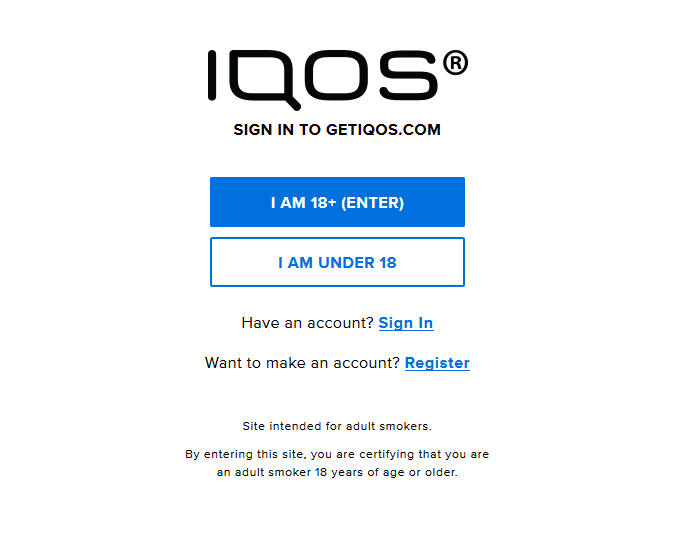 IQOS®
SIGN IN TO GETIQOS.COM
I AM 18+ (ENTER)
I AM UNDER 18
Have an account? Sign In
Want to make an account? Register
Site intended for adult smokers.
By entering this site, you are certifying that you are
an adult smoker 18 years of age or older.